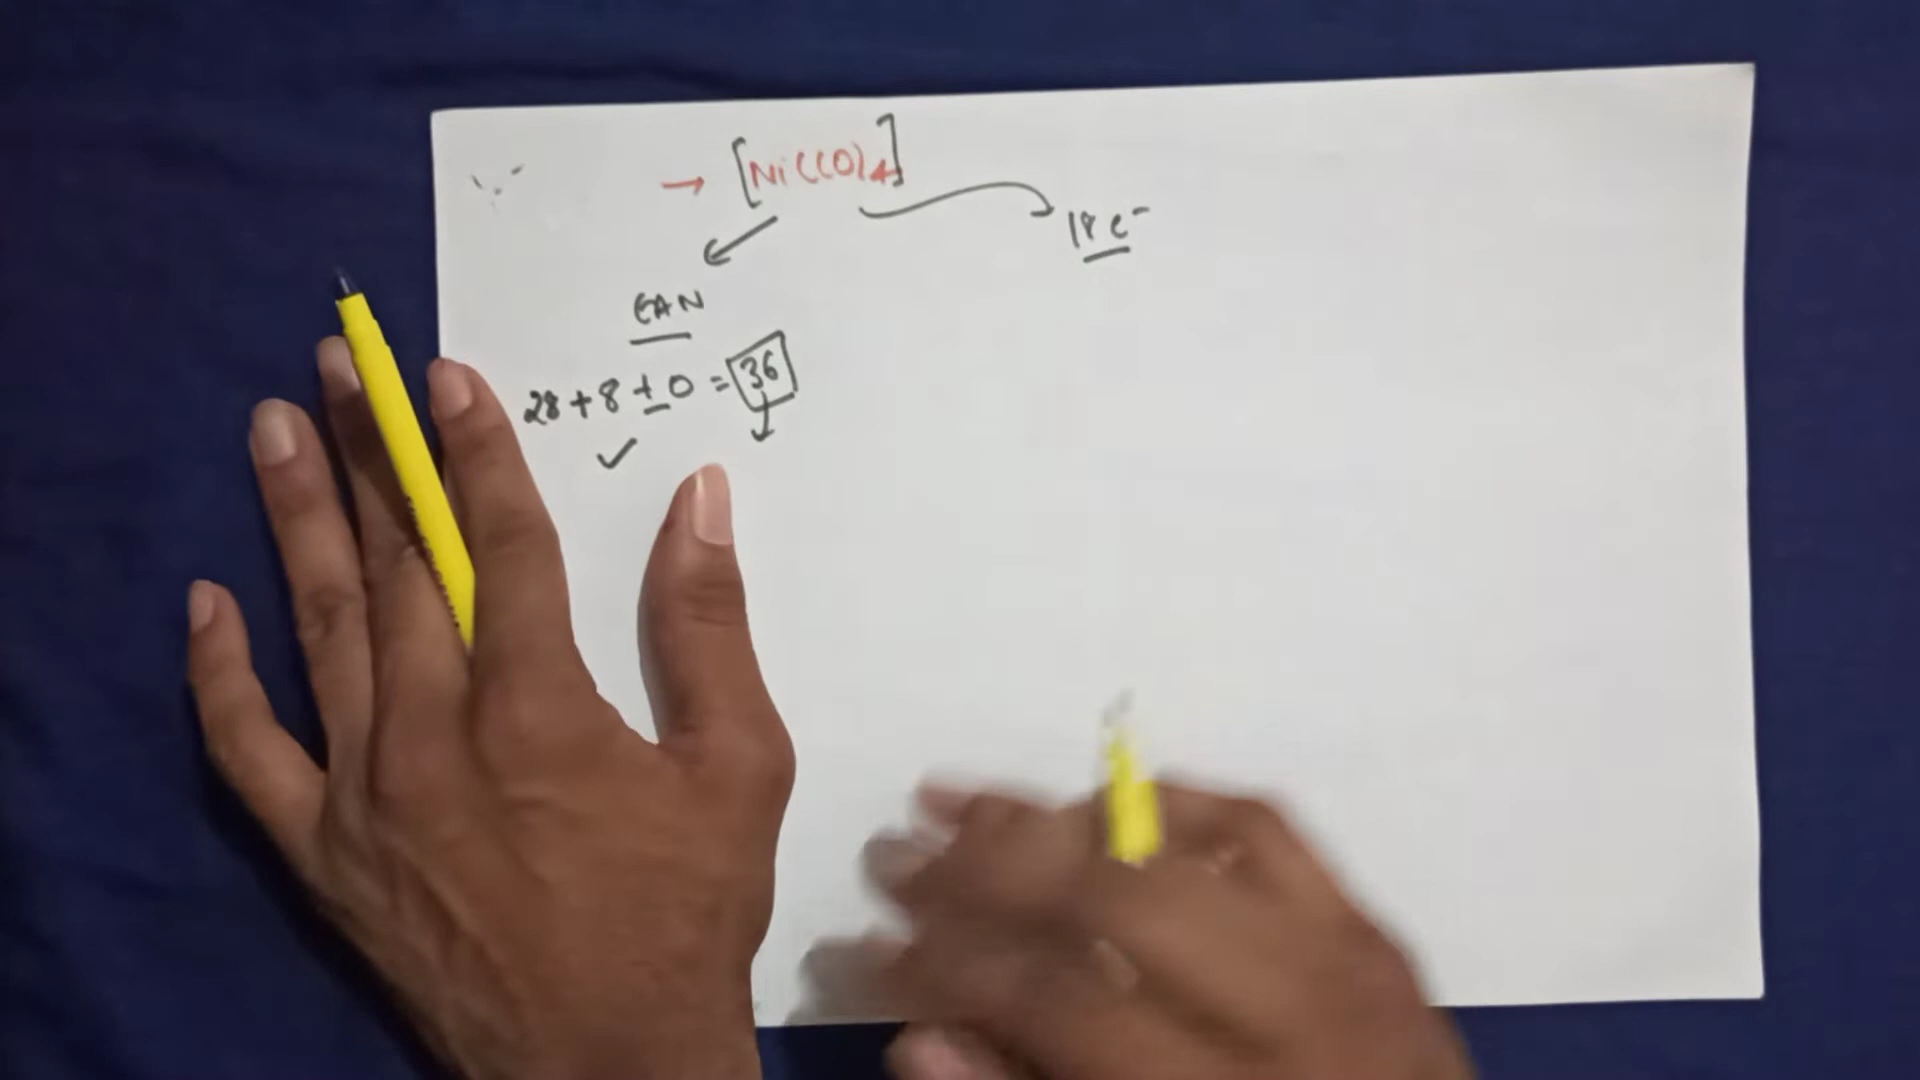 → [Ni(CO)4]
18 e⁻
EAN
28 + 8 ± 0 = 36